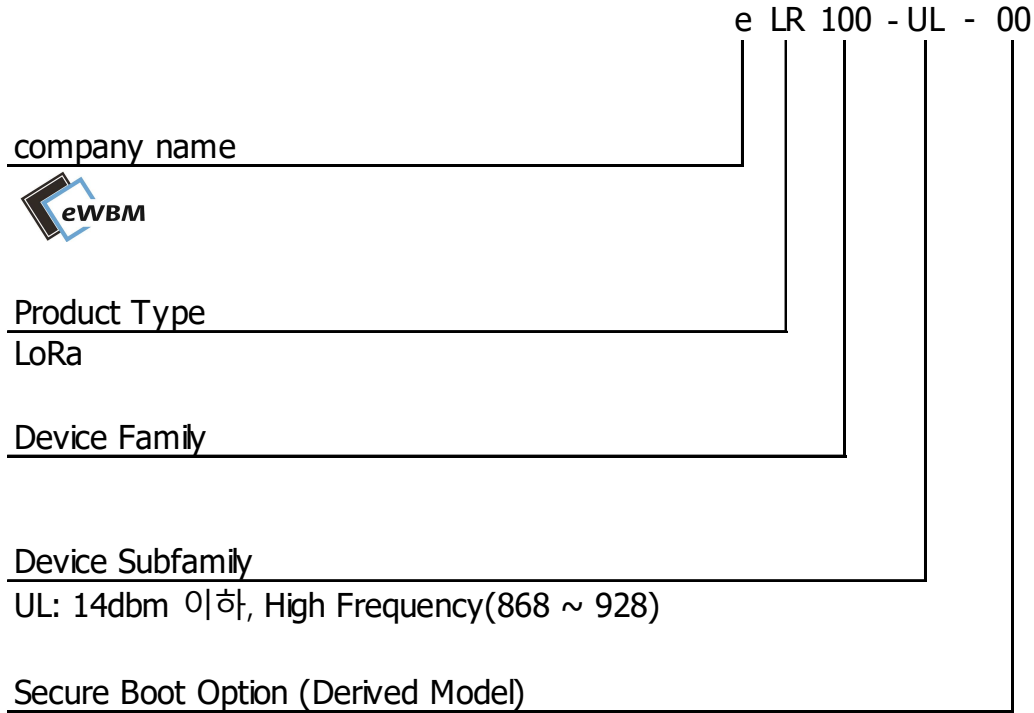 e LR 100 - UL - 00
company name
eWBM
Product Type
LoRa
Device Family
Device Subfamily
UL: 14dbm 이하, High Frequency(868 ~ 928)
Secure Boot Option (Derived Model)